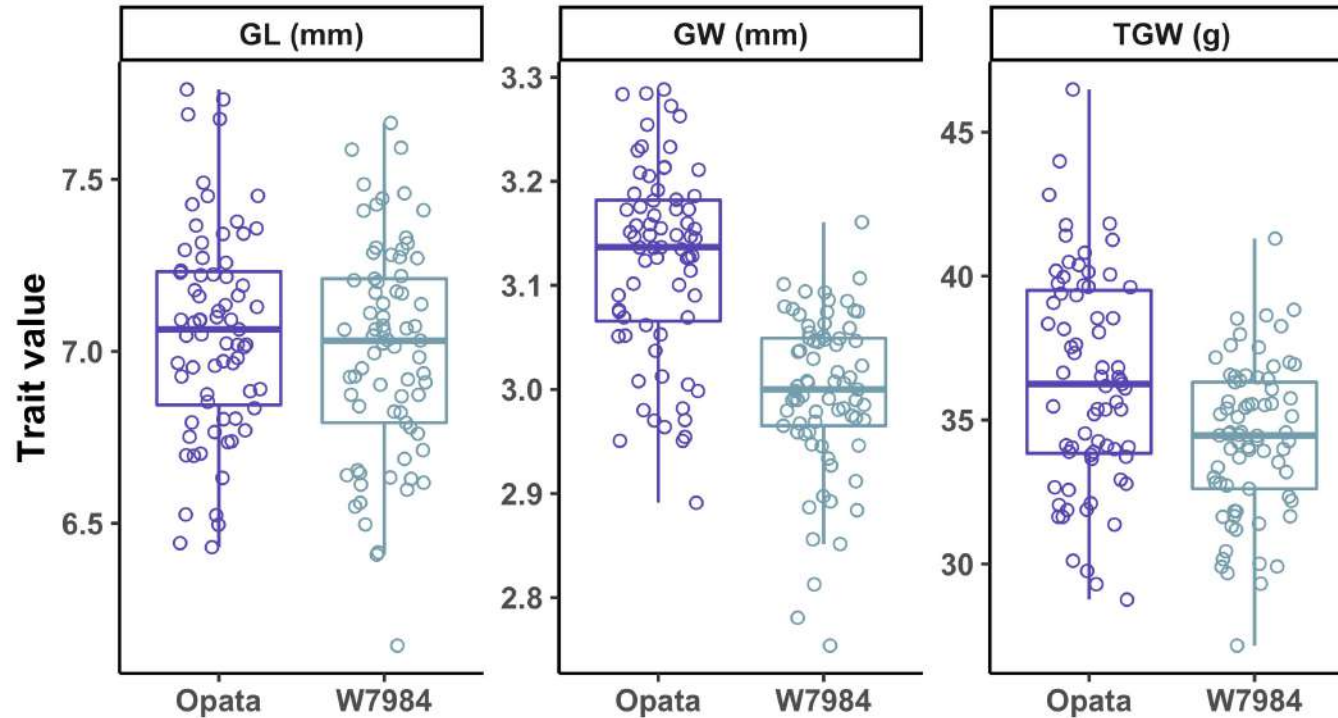 GL (mm)
GW (mm)
TGW (g)
Trait value
7.5
7.0
6.5
3.3
3.2
3.1
3.0
2.9
2.8
45
40
35
30
Opata
W7984
Opata
W7984
Opata
W7984